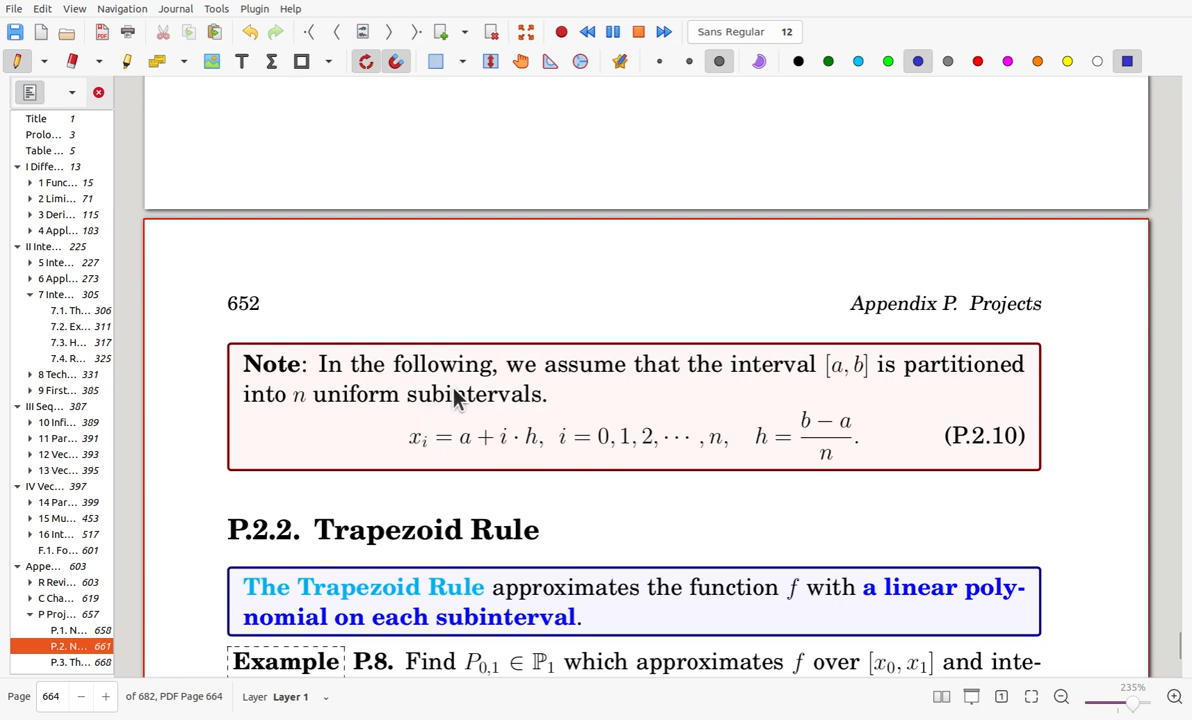 File Edit View Navigation Journal Tools Plugin Help
Sans Regular 12
Title 1
Prolo... 3
Table ... 5
I Diffe... 13
1 Func... 15
2 Limi... 71
3 Deri... 115
4 Appl... 183
II Inte... 225
5 Inte... 227
6 Appl... 273
7 Inte... 305
7.1. Th... 306
7.2. Ex... 311
7.3. H... 317
7.4. R... 325
8 Tech... 331
9 First... 385
III Seq... 387
10 Infi... 389
11 Par... 391
12 Vec... 393
13 Vec... 395
IV Vec... 397
14 Par... 399
15 Mu... 453
16 Int... 517
F.1. Fo... 601
Appe... 603
R Revi... 603
C Cha... 619
P Proj... 657
P.1. N... 658
P.2. N... 661
P.3. Th... 668
652 Appendix P. Projects
Note: In the following, we assume that the interval [a, b] is partitioned
into n uniform subintervals.
x_i = a + i · h, i = 0, 1, 2, ··· , n, h = (b − a)/n. (P.2.10)
P.2.2. Trapezoid Rule
The Trapezoid Rule approximates the function f with a linear poly-
nomial on each subinterval.
Example P.8. Find P_{0,1} ∈ ℙ_1 which approximates f over [x_0, x_1] and inte-
Page 664 − + of 682, PDF Page 664 Layer Layer 1 235%